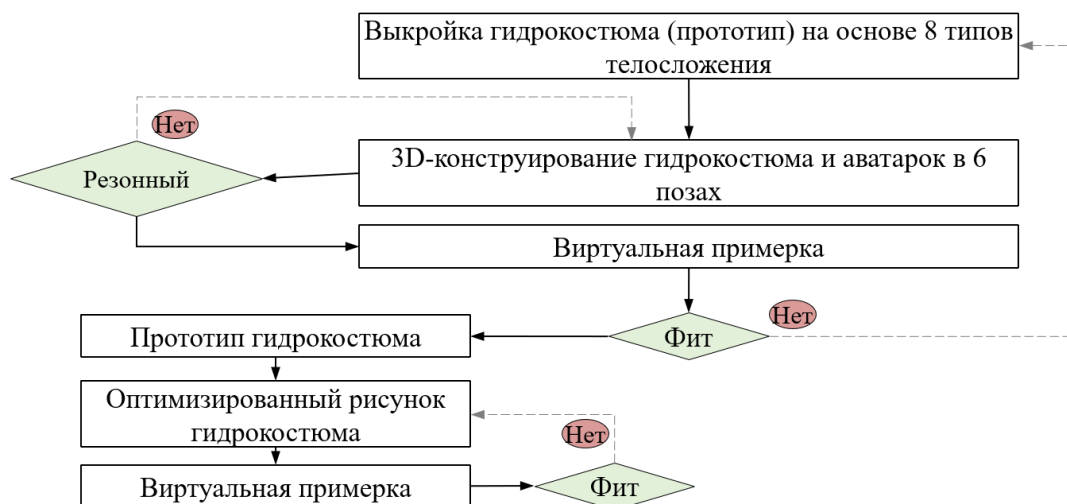 Выкройка гидрокостюма (прототип) на основе 8 типов
телосложения
Нет
3D-конструирование гидрокостюма и аватарок в 6
позах
Резонный
Виртуальная примерка
Нет
Фит
Прототип гидрокостюма
Оптимизированный рисунок
гидрокостюма
Нет
Виртуальная примерка
Фит